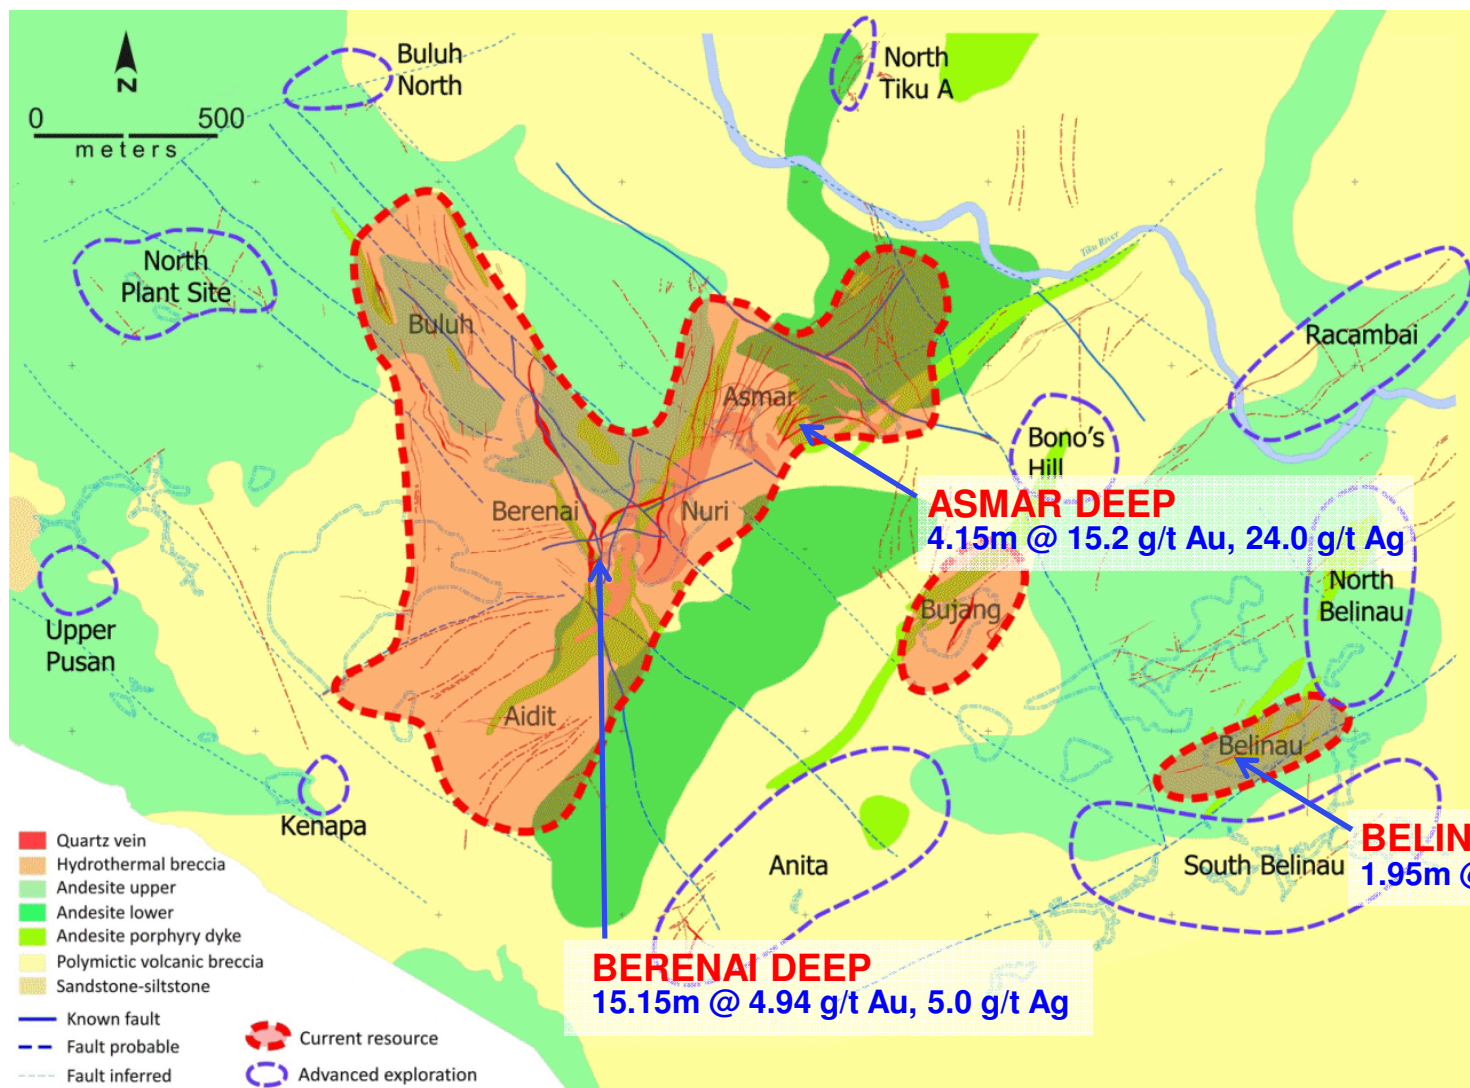 Buluh
North
North
Tiku A
N
0 500
meters
Tiku River
North
Plant Site
Buluh
Racambai
Asmar
Bono's
Hill
Berenai
Nuri
ASMAR DEEP
4.15m @ 15.2 g/t Au, 24.0 g/t Ag
North
Belinau
Bujang
Upper
Pusan
Aidit
Belinau
Kenapa
Anita
South Belinau
BELIN
1.95m @
BERENAI DEEP
15.15m @ 4.94 g/t Au, 5.0 g/t Ag
Quartz vein
Hydrothermal breccia
Andesite upper
Andesite lower
Andesite porphyry dyke
Polymictic volcanic breccia
Sandstone-siltstone
Known fault
Fault probable
Fault inferred
Current resource
Advanced exploration